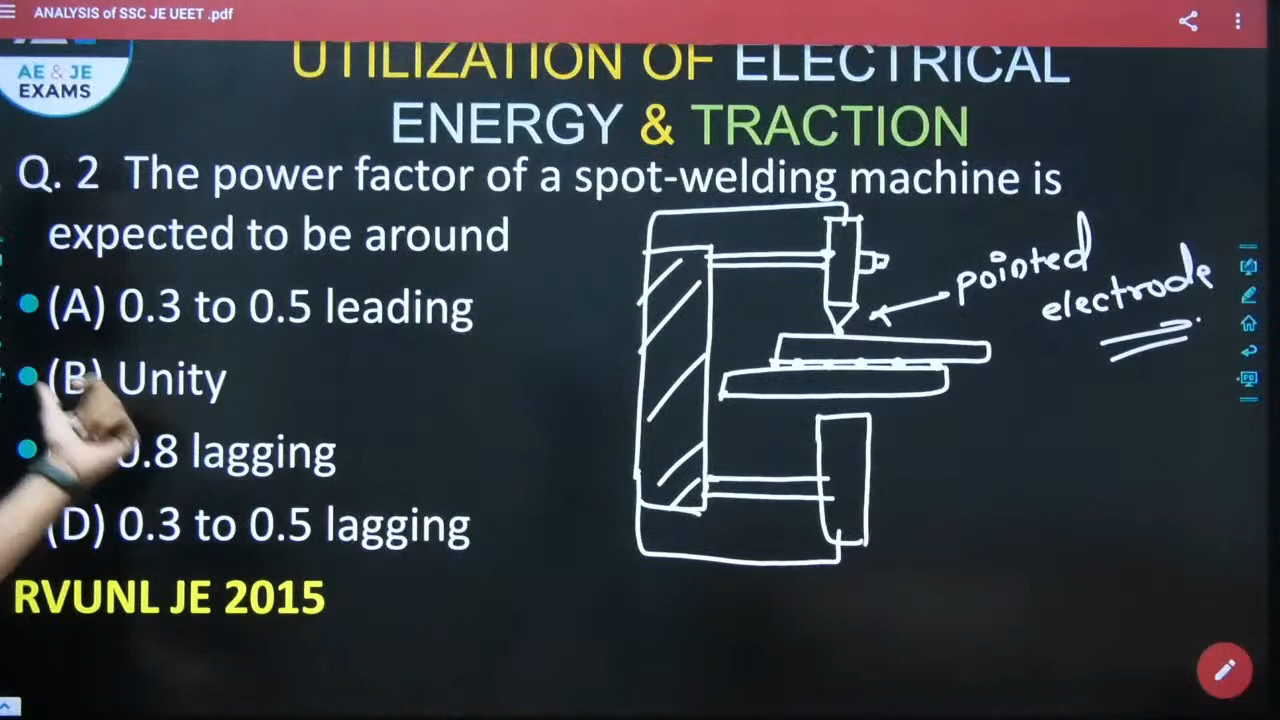 ANALYSIS of SSC JE UEET .pdf
AE & JE
EXAMS
UTILIZATION OF ELECTRICAL
ENERGY & TRACTION
Q. 2 The power factor of a spot-welding machine is
expected to be around
(A) 0.3 to 0.5 leading
(B) Unity
0.8 lagging
(D) 0.3 to 0.5 lagging
RVUNL JE 2015
pointed
electrode